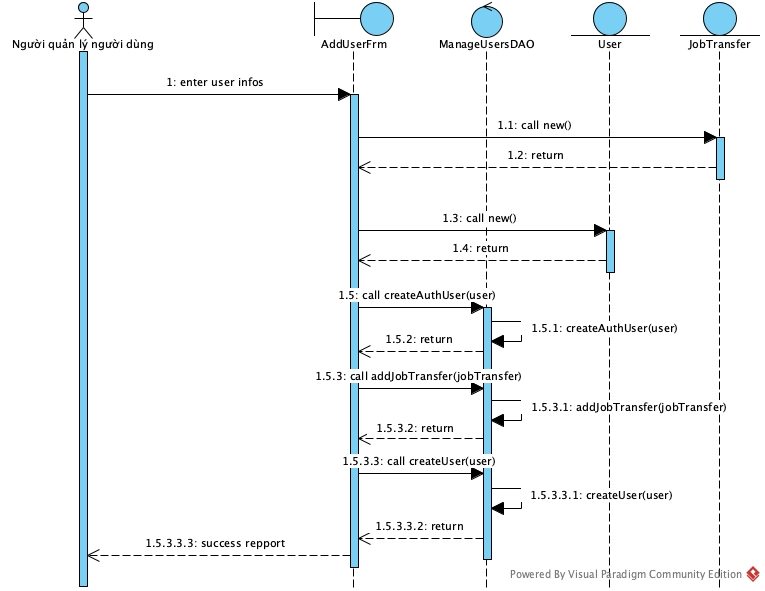 Người quản lý người dùng
AddUserFrm
ManageUsersDAO
User
JobTransfer
1: enter user infos
1.1: call new()
1.2: return
1.3: call new()
1.4: return
1.5: call createAuthUser(user)
1.5.1: createAuthUser(user)
1.5.2: return
1.5.3: call addJobTransfer(jobTransfer)
1.5.3.1: addJobTransfer(jobTransfer)
1.5.3.2: return
1.5.3.3: call createUser(user)
1.5.3.3.1: createUser(user)
1.5.3.3.2: return
1.5.3.3.3: success repport
Powered By Visual Paradigm Community Edition